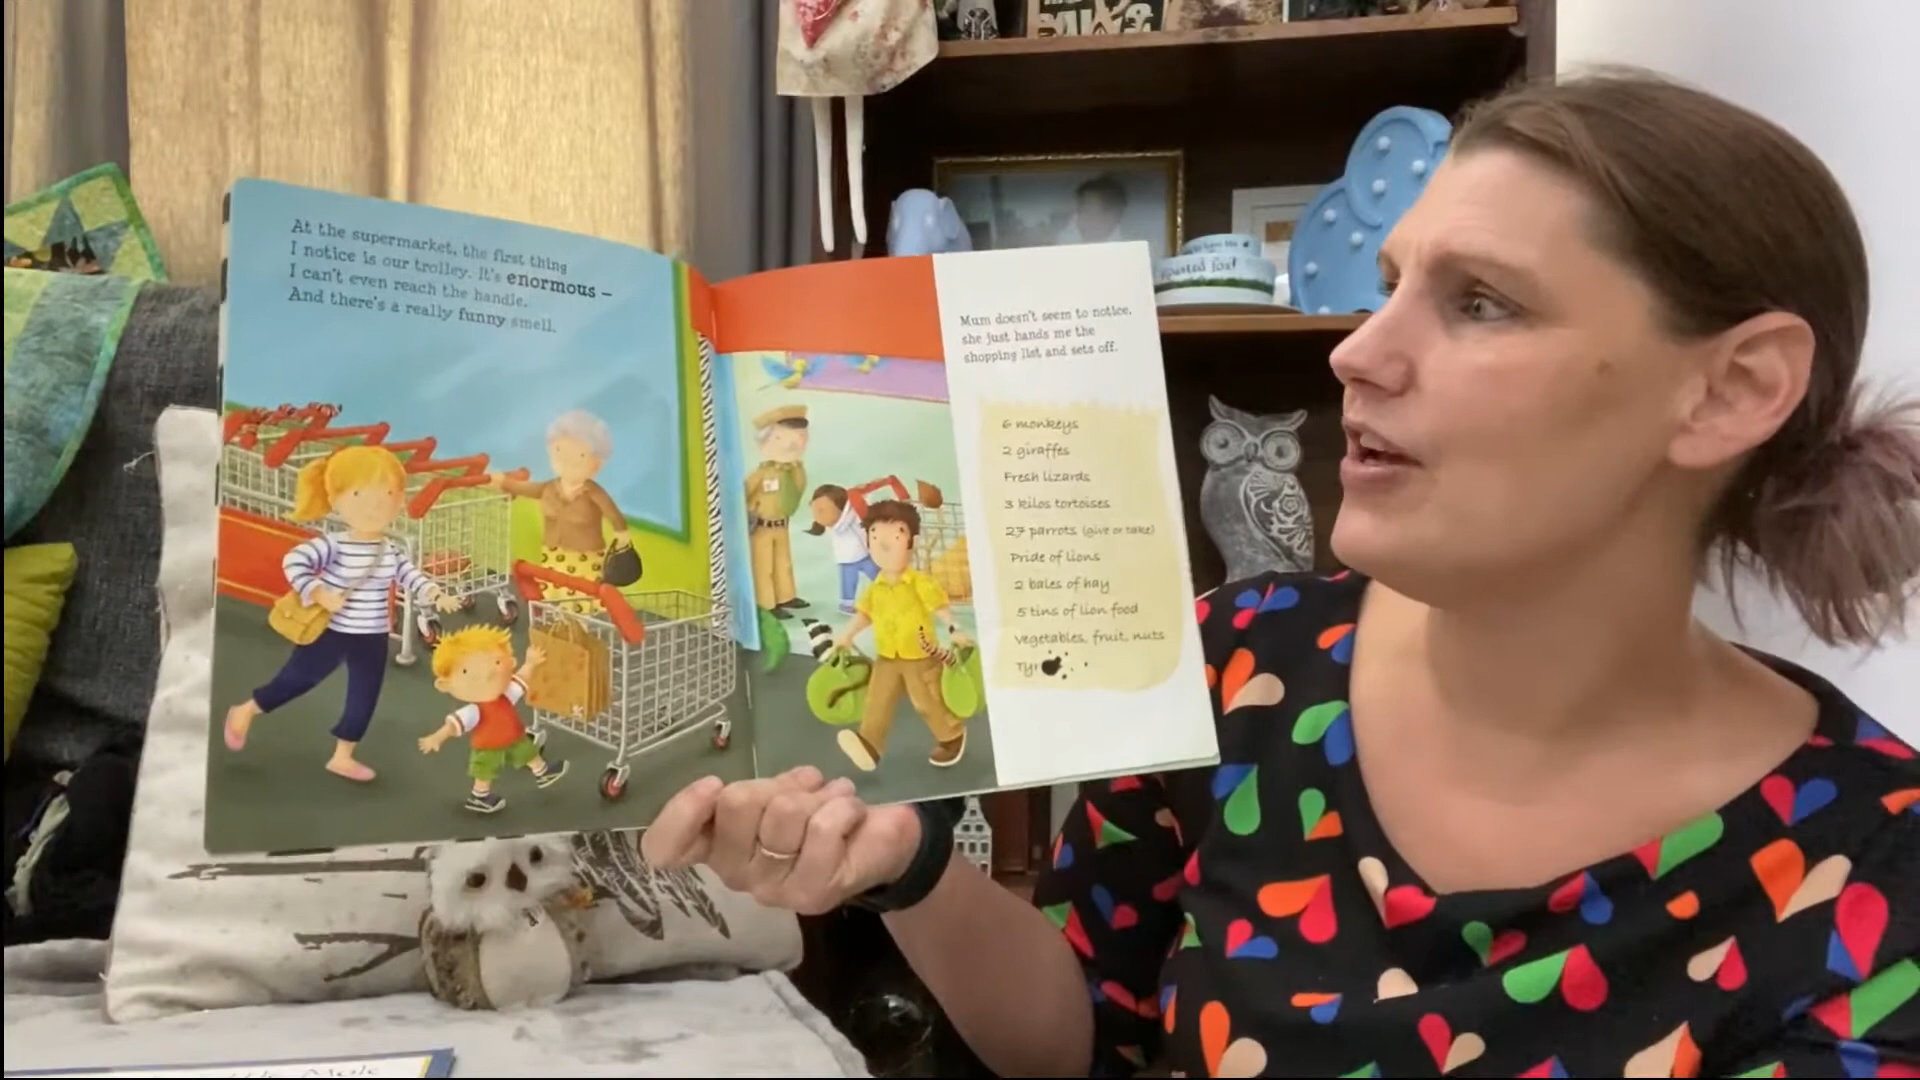 At the supermarket, the first thing
I notice is our trolley. It's enormous –
I can't even reach the handle.
And there's a really funny smell.
Mum doesn't seem to notice,
she just hands me the
shopping list and sets off.
6 monkeys
2 giraffes
Fresh lizards
3 kilos tortoises
27 parrots (give or take)
Pride of lions
2 bales of hay
5 tins of lion food
vegetables, fruit, nuts
Tyr